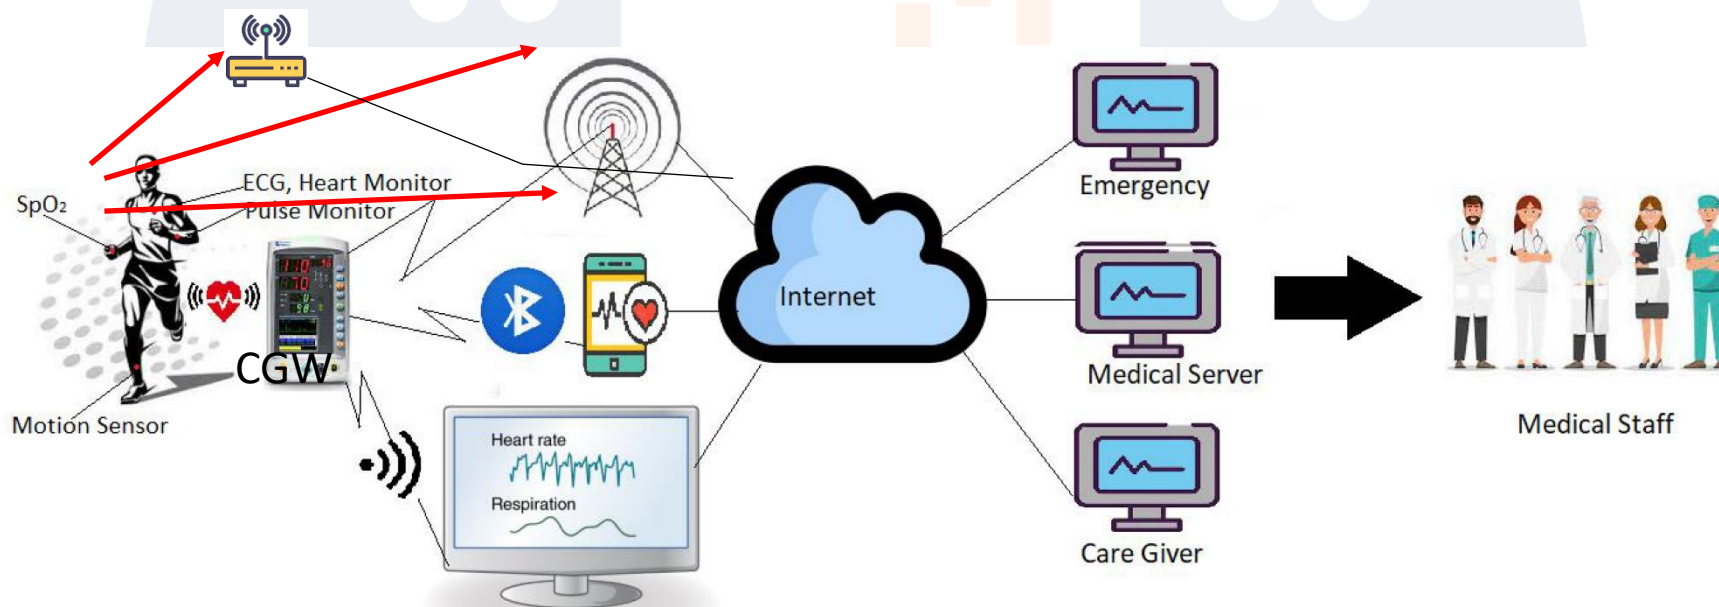 SpO₂
ECG, Heart Monitor
Pulse Monitor
CGW
Motion Sensor
Heart rate
Respiration
Internet
Emergency
Medical Server
Care Giver
Medical Staff